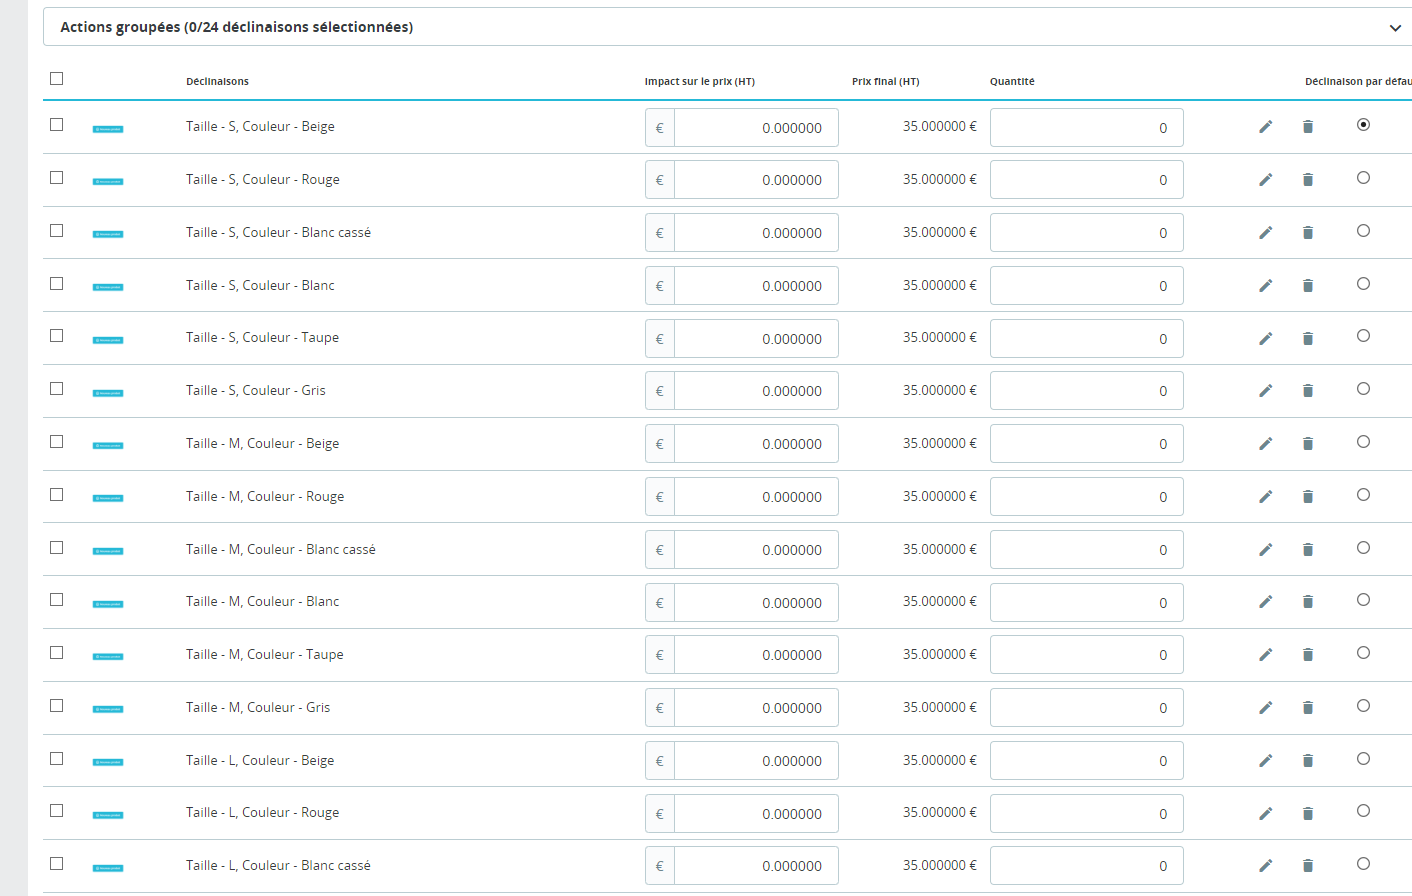 Actions groupées (0/24 déclinaisons sélectionnées)
Déclinaisons Impact sur le prix (HT) Prix final (HT) Quantité Déclinaison par défau
Taille - S, Couleur - Beige € 0.000000 35.000000 € 0
Taille - S, Couleur - Rouge € 0.000000 35.000000 € 0
Taille - S, Couleur - Blanc cassé € 0.000000 35.000000 € 0
Taille - S, Couleur - Blanc € 0.000000 35.000000 € 0
Taille - S, Couleur - Taupe € 0.000000 35.000000 € 0
Taille - S, Couleur - Gris € 0.000000 35.000000 € 0
Taille - M, Couleur - Beige € 0.000000 35.000000 € 0
Taille - M, Couleur - Rouge € 0.000000 35.000000 € 0
Taille - M, Couleur - Blanc cassé € 0.000000 35.000000 € 0
Taille - M, Couleur - Blanc € 0.000000 35.000000 € 0
Taille - M, Couleur - Taupe € 0.000000 35.000000 € 0
Taille - M, Couleur - Gris € 0.000000 35.000000 € 0
Taille - L, Couleur - Beige € 0.000000 35.000000 € 0
Taille - L, Couleur - Rouge € 0.000000 35.000000 € 0
Taille - L, Couleur - Blanc cassé € 0.000000 35.000000 € 0